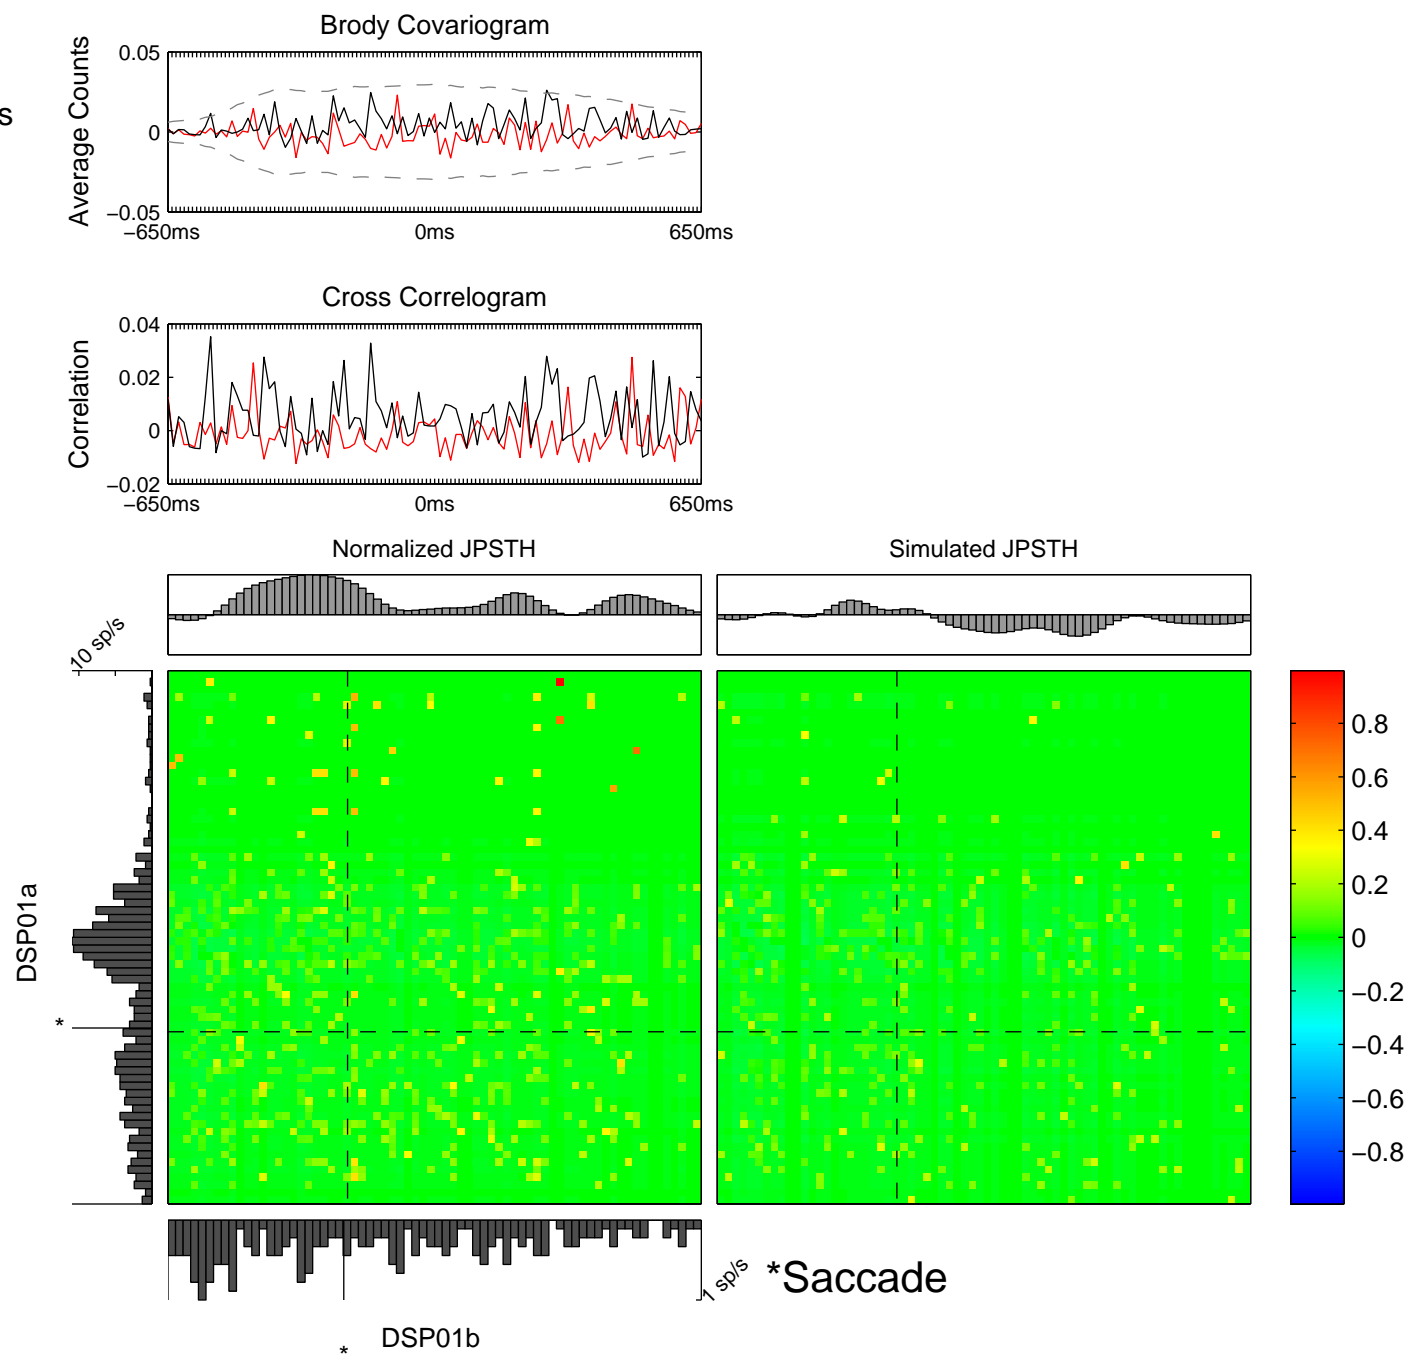 Brody Covariogram
s
Average Counts
0.05
0
−0.05
−650ms
0ms
650ms
Cross Correlogram
Correlation
0.04
0.02
0
−0.02
−650ms
0ms
650ms
Normalized JPSTH
Simulated JPSTH
10 sp/s
DSP01a
*
0.8
0.6
0.4
0.2
0
−0.2
−0.4
−0.6
−0.8
1 sp/s
*Saccade
DSP01b
*